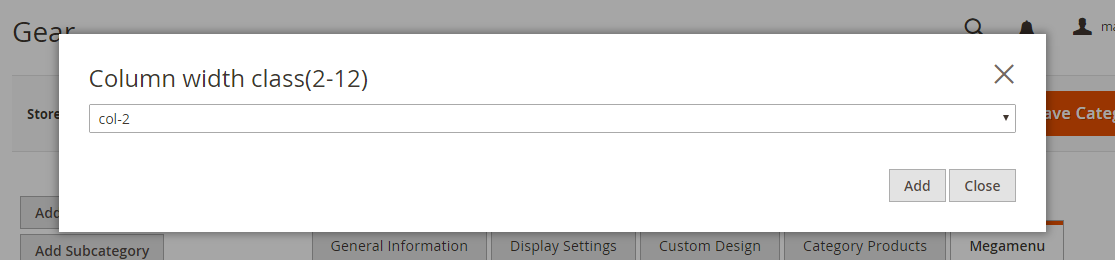 Gear
ma
Column width class(2-12)
Store
col-2
ave Categ
Add
Add Close
Add Subcategory
General Information Display Settings Custom Design Category Products Megamenu